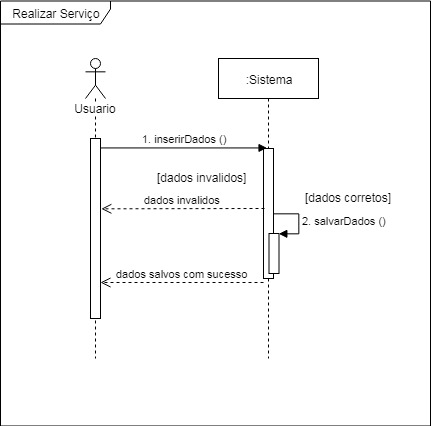 Realizar Serviço
:Sistema
Usuario
1. inserirDados ()
[dados invalidos]
dados invalidos
[dados corretos]
2. salvarDados ()
dados salvos com sucesso